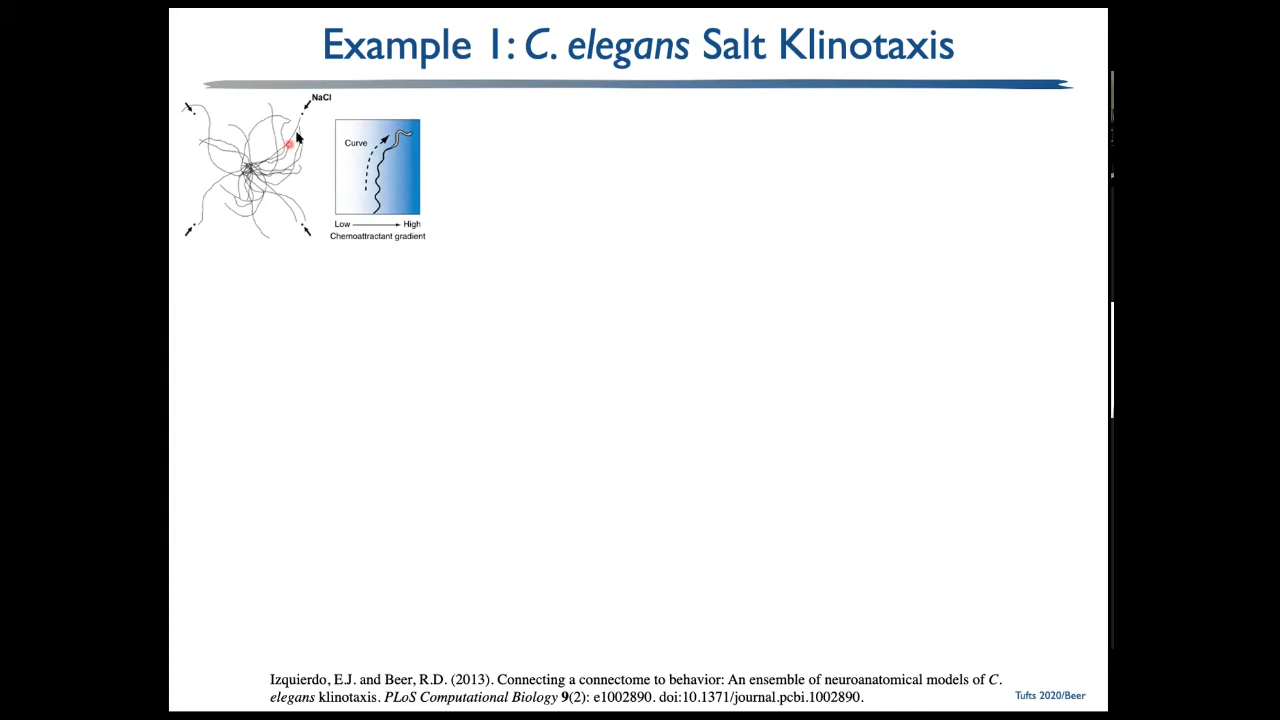 Example 1: C. elegans Salt Klinotaxis
NaCl
Curve
Low High
Chemoattractant gradient
Izquierdo, E.J. and Beer, R.D. (2013). Connecting a connectome to behavior: An ensemble of neuroanatomical models of C.
elegans klinotaxis. PLoS Computational Biology 9(2): e1002890. doi:10.1371/journal.pcbi.1002890.
Tufts 2020/Beer